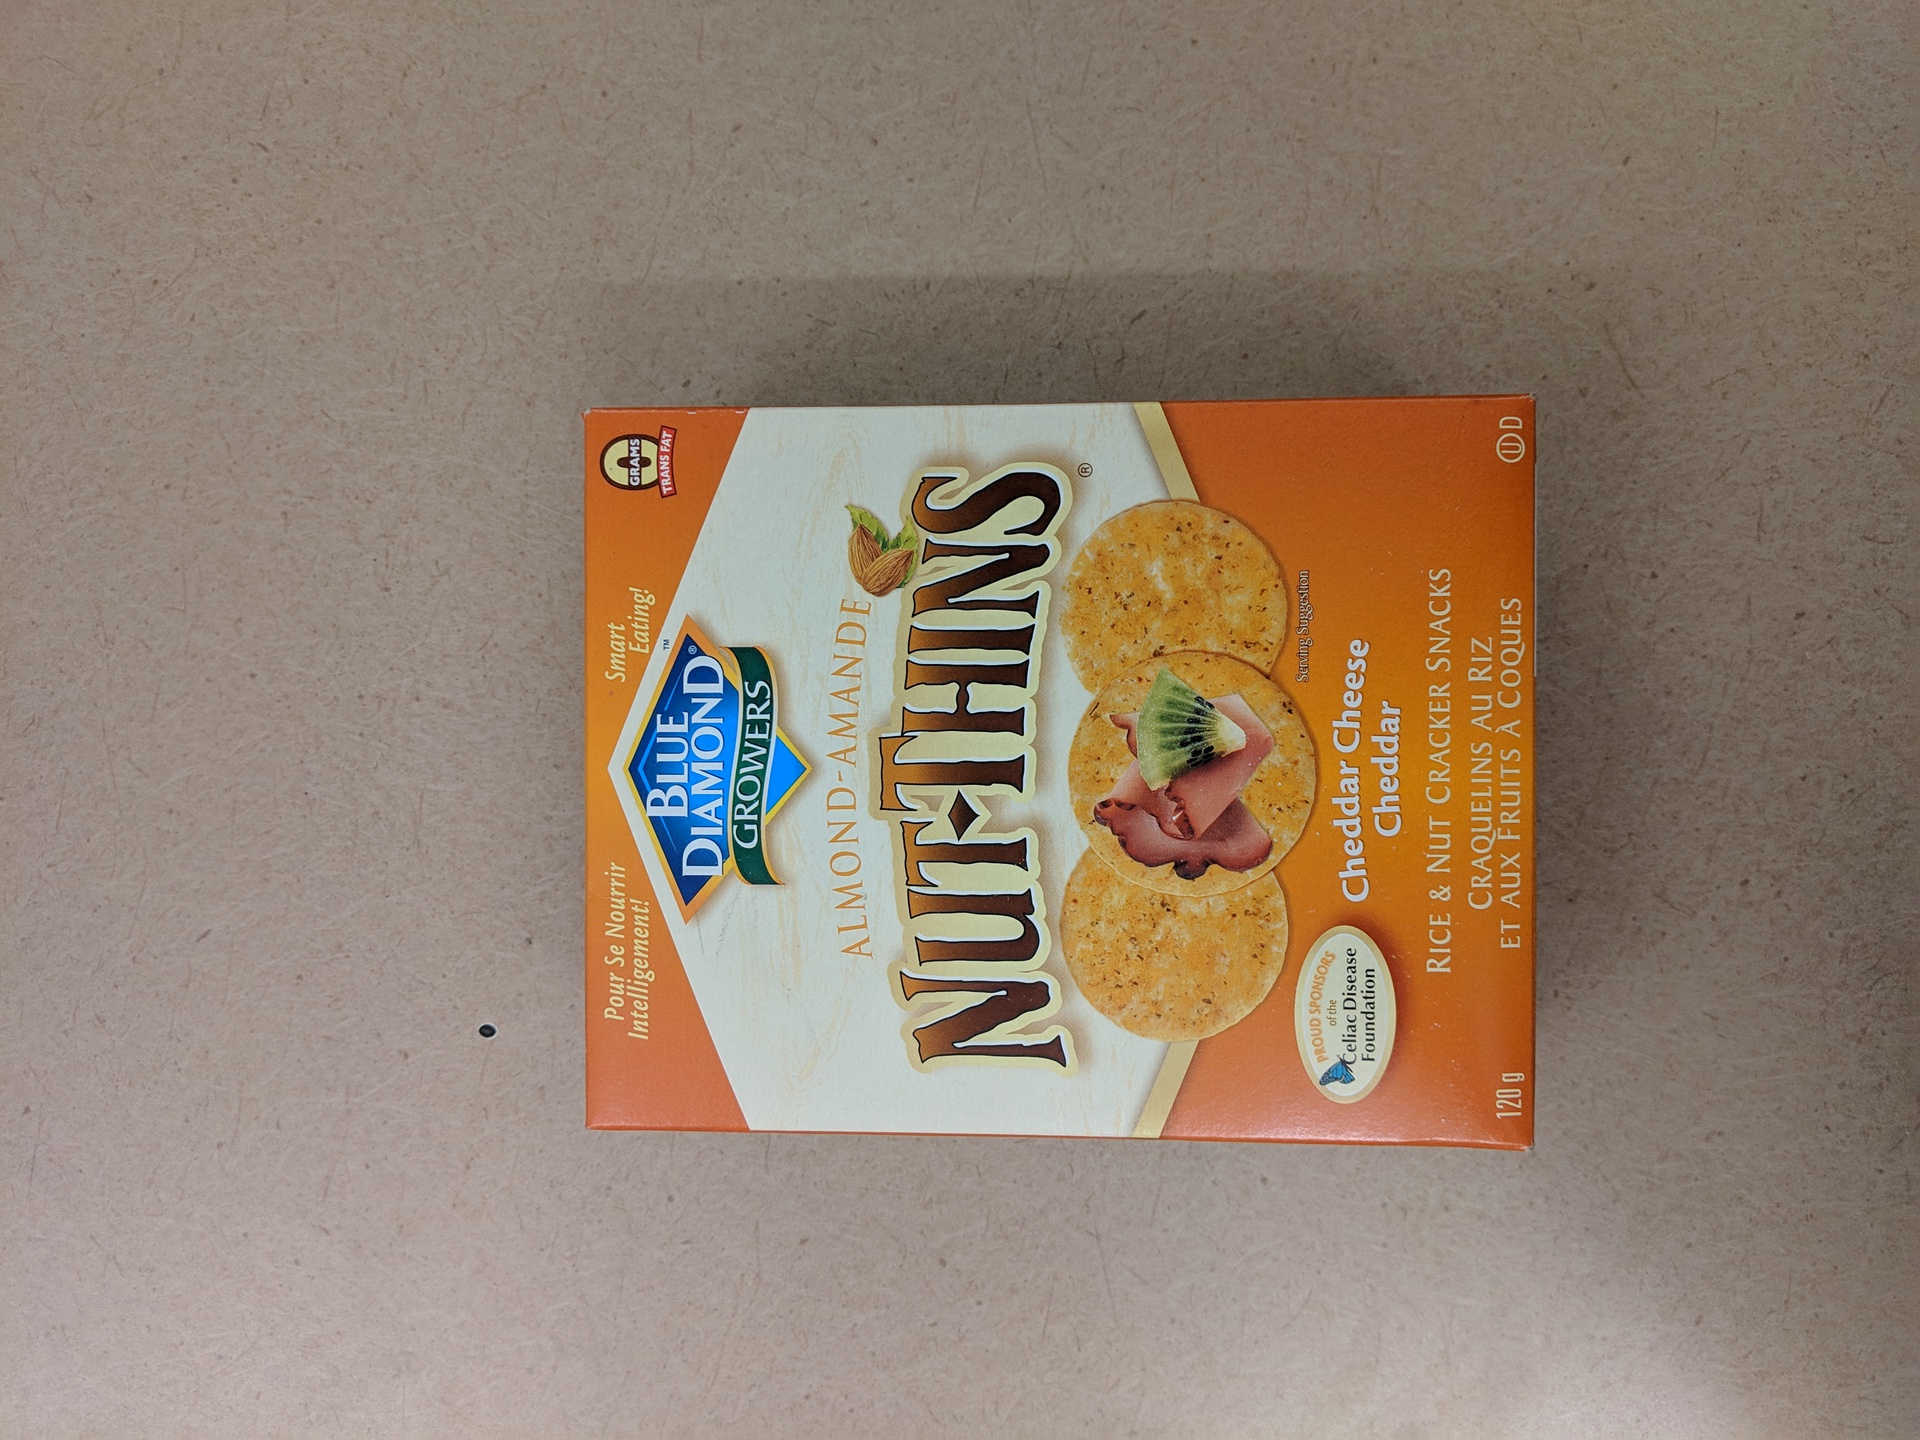 Pour Se Nourrir
Intelligement!
Smart
Eating!
0
GRAMS
TRANS FAT
BLUE
DIAMOND®
GROWERS
™
ALMOND-AMANDE
NUT-THINS®
Serving Suggestion
PROUD SPONSORS
of the
Celiac Disease
Foundation
Cheddar Cheese
Cheddar
RICE & NUT CRACKER SNACKS
CRAQUELINS AU RIZ
ET AUX FRUITS À COQUES
120 g
U D